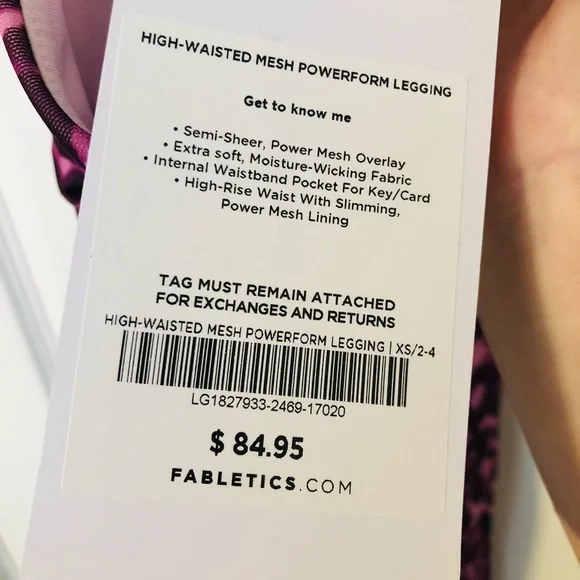 HIGH-WAISTED MESH POWERFORM LEGGING
Get to know me
• Semi-Sheer, Power Mesh Overlay
• Extra soft, Moisture-Wicking Fabric
• Internal Waistband Pocket For Key/Card
• High-Rise Waist With Slimming,
Power Mesh Lining
TAG MUST REMAIN ATTACHED
FOR EXCHANGES AND RETURNS
HIGH-WAISTED MESH POWERFORM LEGGING | XS/2-4
LG1827933-2469-17020
$ 84.95
FABLETICS.COM